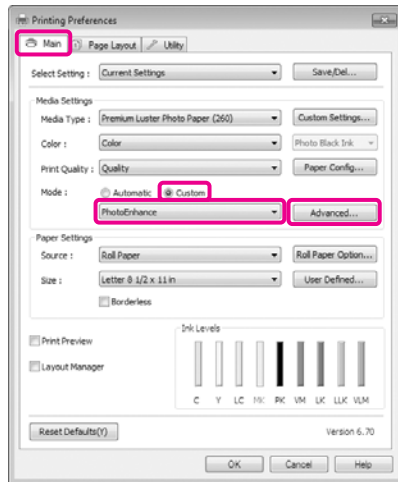 Printing Preferences
Main Page Layout Utility
Select Setting : Current Settings Save/Del...
Media Settings
Media Type : Premium Luster Photo Paper (260) Custom Settings...
Color : Color Photo Black Ink
Print Quality : Quality Paper Config...
Mode : Automatic Custom
PhotoEnhance Advanced...
Paper Settings
Source : Roll Paper Roll Paper Option...
Size : Letter 8 1/2 x 11 in User Defined...
Borderless
Print Preview
Layout Manager
Ink Levels
C Y LC MK PK VM LK LLK VLM
Reset Defaults(Y) Version 6.70
OK Cancel Help